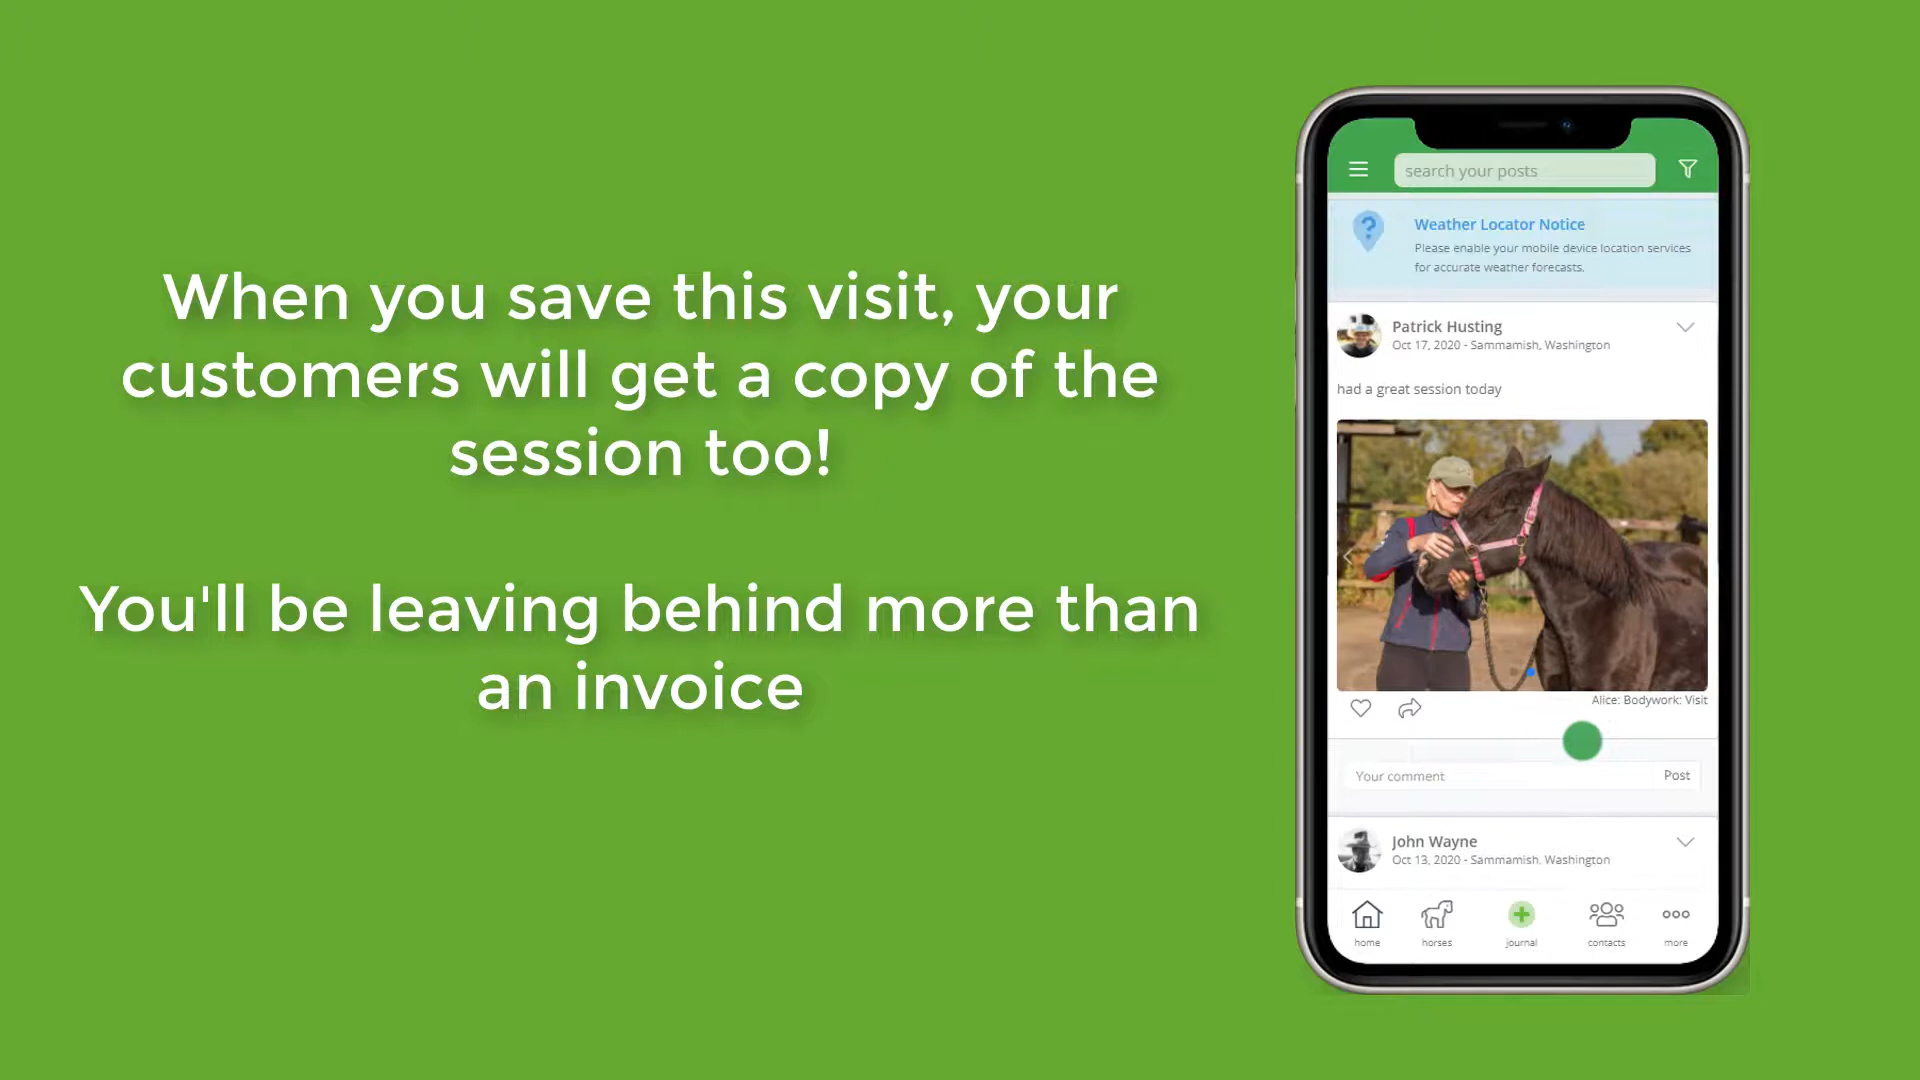 When you save this visit, your
customers will get a copy of the
session too!
You'll be leaving behind more than
an invoice
search your posts
Weather Locator Notice
Please enable your mobile device location services
for accurate weather forecasts.
Patrick Husting
Oct 17, 2020 - Sammamish, Washington
had a great session today
Alice: Bodywork: Visit
Your comment
Post
John Wayne
Oct 13, 2020 - Sammamish, Washington
home
horses
journal
contacts
more